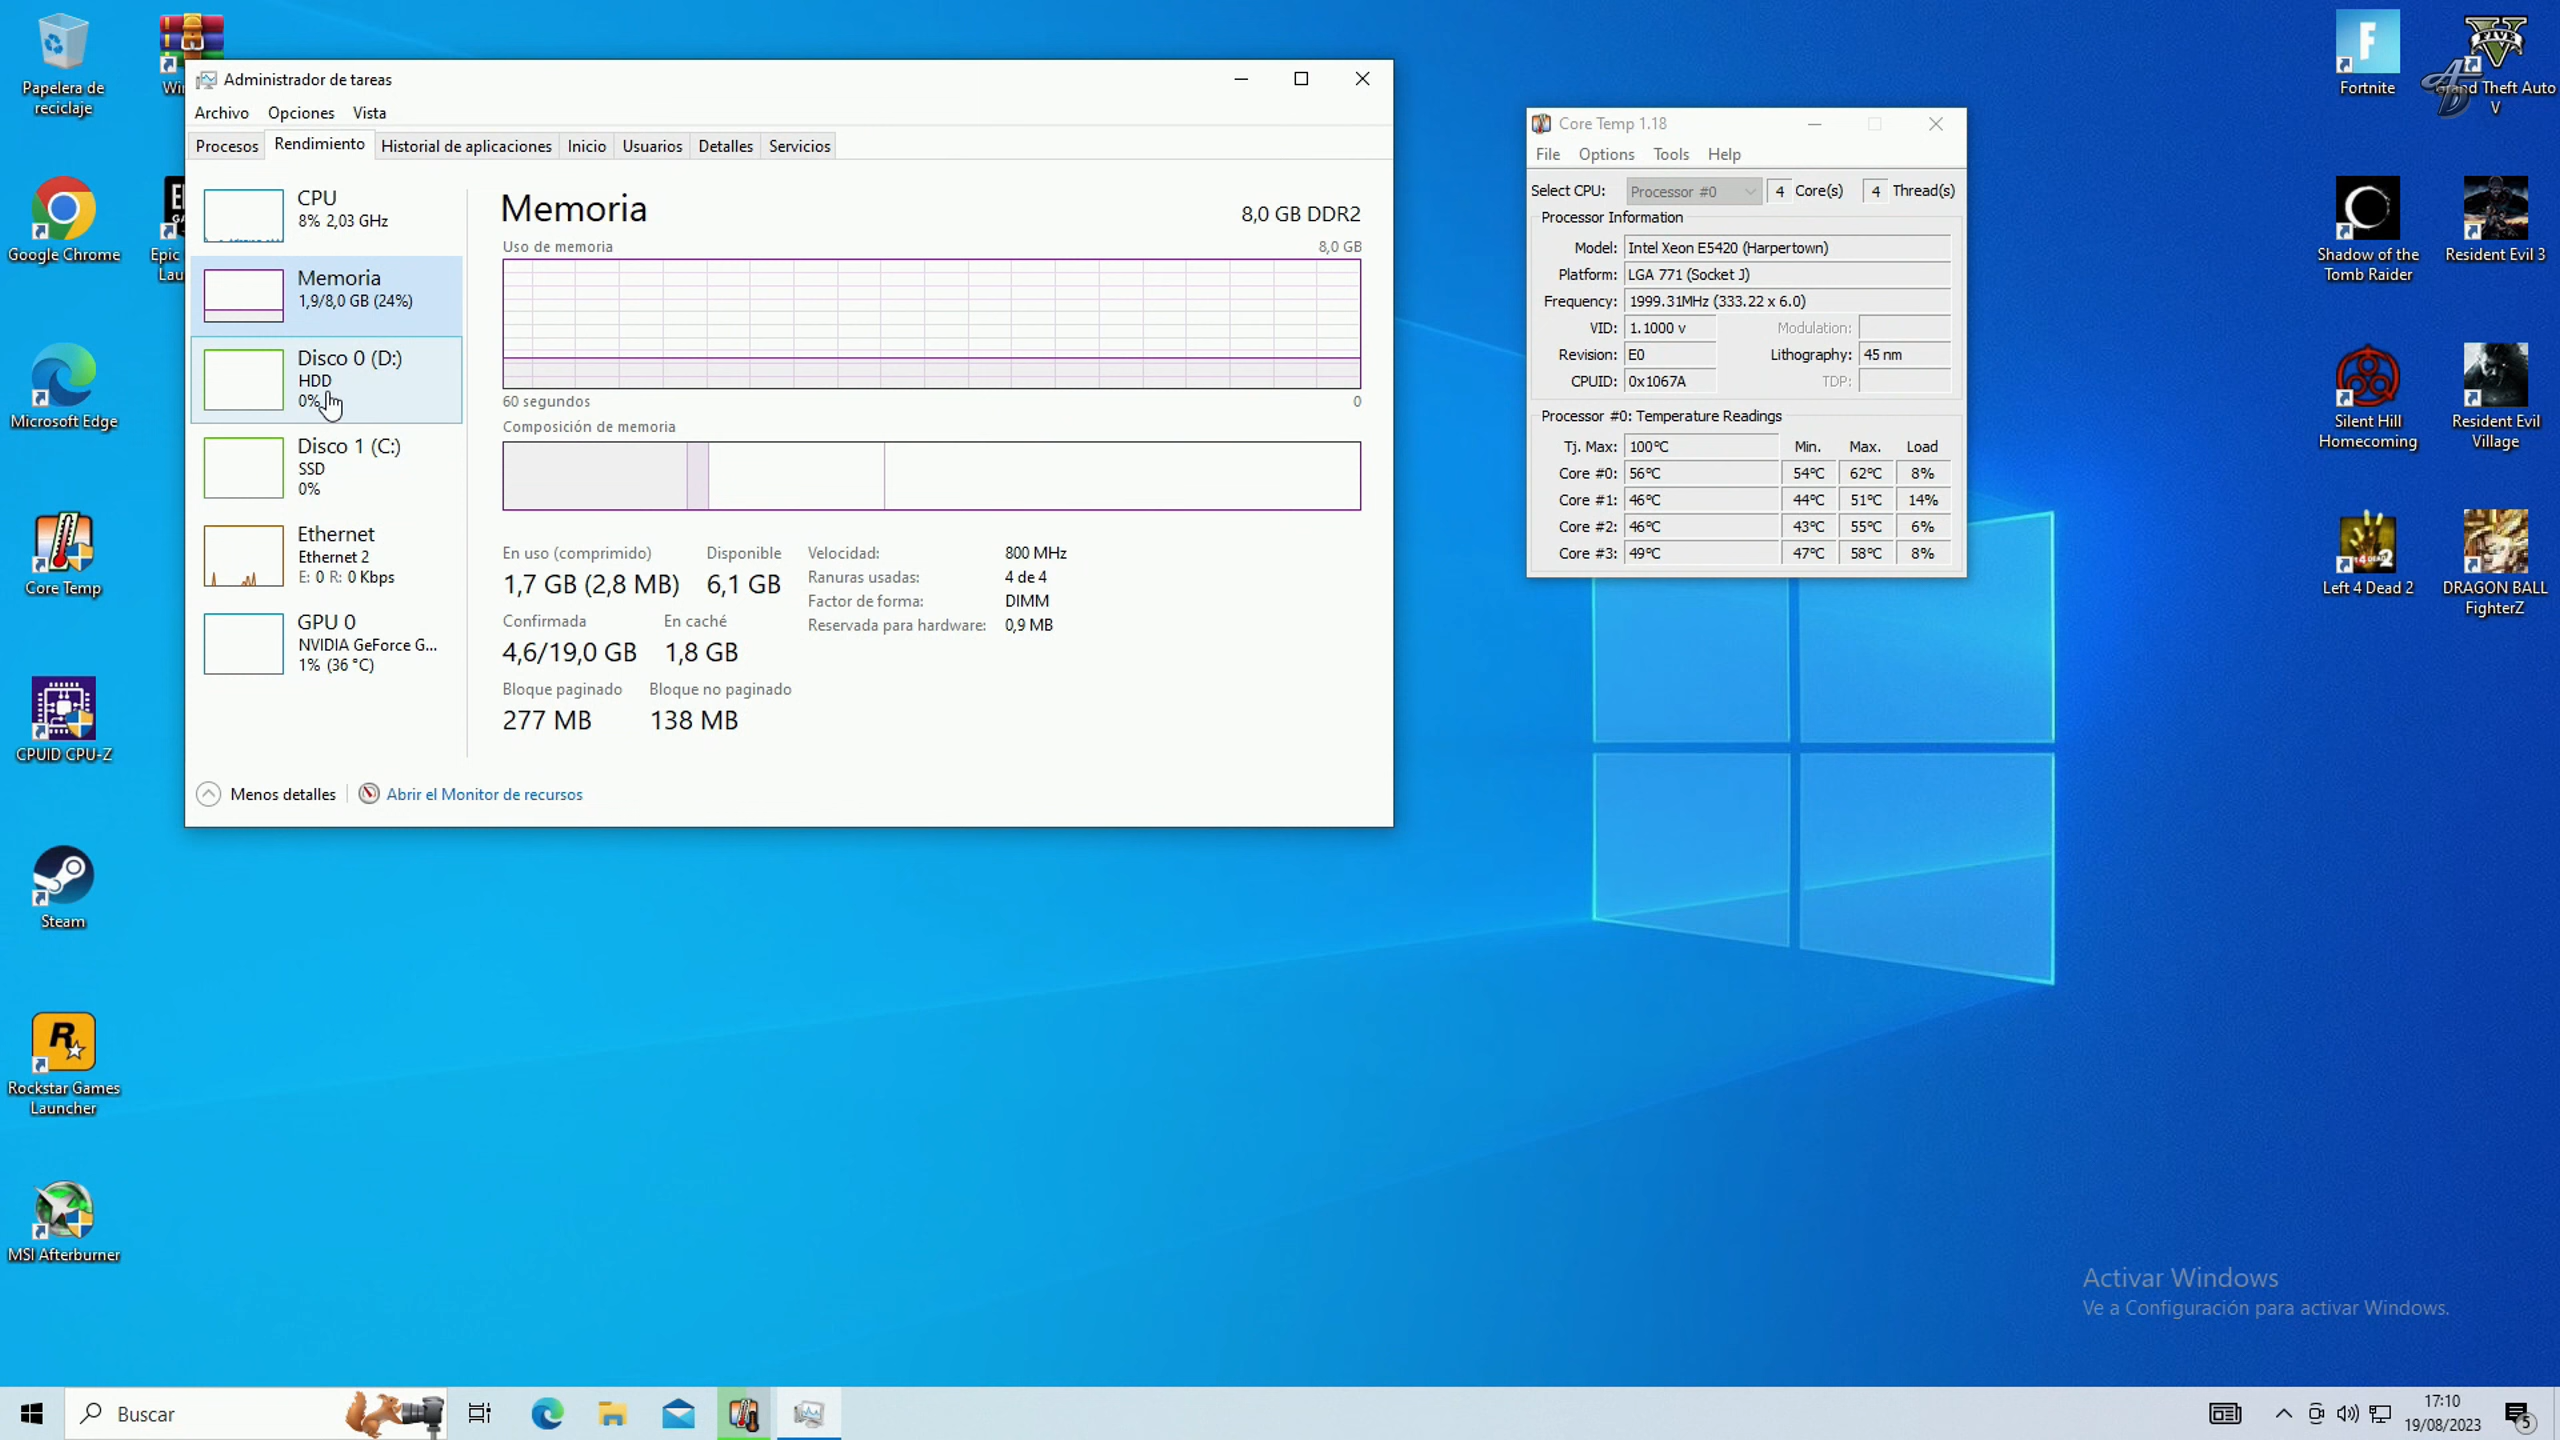 Papelera de
reciclaje
Google Chrome
Microsoft Edge
Core Temp
CPUID CPU-Z
Steam
Rockstar Games
Launcher
MSI Afterburner
Epic
Administrador de tareas
Archivo Opciones Vista
Procesos Rendimiento Historial de aplicaciones Inicio Usuarios Detalles Servicios
CPU
8% 2,03 GHz
Memoria
1,9/8,0 GB (24%)
Disco 0 (D:)
HDD
0%
Disco 1 (C:)
SSD
0%
Ethernet
Ethernet 2
E: 0 R: 0 Kbps
GPU 0
NVIDIA GeForce G...
1% (36 °C)
Memoria 8,0 GB DDR2
Uso de memoria 8,0 GB
60 segundos 0
Composición de memoria
En uso (comprimido) Disponible
1,7 GB (2,8 MB) 6,1 GB
Confirmada En caché
4,6/19,0 GB 1,8 GB
Bloque paginado Bloque no paginado
277 MB 138 MB
Velocidad: 800 MHz
Ranuras usadas: 4 de 4
Factor de forma: DIMM
Reservada para hardware: 0,9 MB
Menos detalles Abrir el Monitor de recursos
Core Temp 1.18
File Options Tools Help
Select CPU: Processor #0 4 Core(s) 4 Thread(s)
Processor Information
Model: Intel Xeon E5420 (Harpertown)
Platform: LGA 771 (Socket J)
Frequency: 1999.31MHz (333.22 x 6.0)
VID: 1.1000 v Modulation:
Revision: E0 Lithography: 45 nm
CPUID: 0x1067A TDP:
Processor #0: Temperature Readings
Tj. Max: 100°C Min. Max. Load
Core #0: 56°C 54°C 62°C 8%
Core #1: 46°C 44°C 51°C 14%
Core #2: 46°C 43°C 55°C 6%
Core #3: 49°C 47°C 58°C 8%
FIVE
F
Fortnite
Theft Auto
V
Shadow of the
Tomb Raider
Resident Evil 3
Silent Hill
Homecoming
Resident Evil
Village
Left 4 Dead 2
DRAGON BALL
FighterZ
Activar Windows
Ve a Configuración para activar Windows.
Buscar
17:10
19/08/2023
5